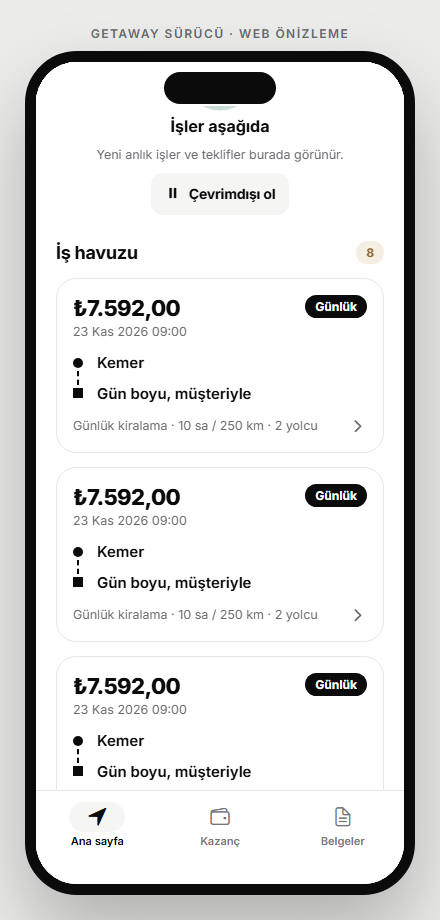 GETAWAY SÜRÜCÜ · WEB ÖNİZLEME
İşler aşağıda
Yeni anlık işler ve teklifler burada görünür.
Çevrimdışı ol
İş havuzu
8
₺7.592,00
Günlük
23 Kas 2026 09:00
Kemer
Gün boyu, müşteriyle
Günlük kiralama · 10 sa / 250 km · 2 yolcu
₺7.592,00
Günlük
23 Kas 2026 09:00
Kemer
Gün boyu, müşteriyle
Günlük kiralama · 10 sa / 250 km · 2 yolcu
₺7.592,00
Günlük
23 Kas 2026 09:00
Kemer
Gün boyu, müşteriyle
Ana sayfa
Kazanç
Belgeler